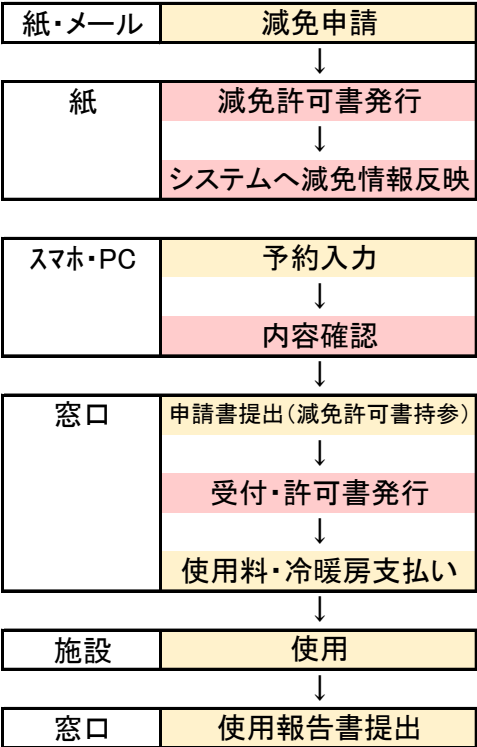 紙・メール 減免申請
↓
紙 減免許可書発行
↓
システムへ減免情報反映
スマホ・PC 予約入力
↓
内容確認
↓
窓口 申請書提出(減免許可書持参)
↓
受付・許可書発行
↓
使用料・冷暖房支払い
↓
施設 使用
↓
窓口 使用報告書提出